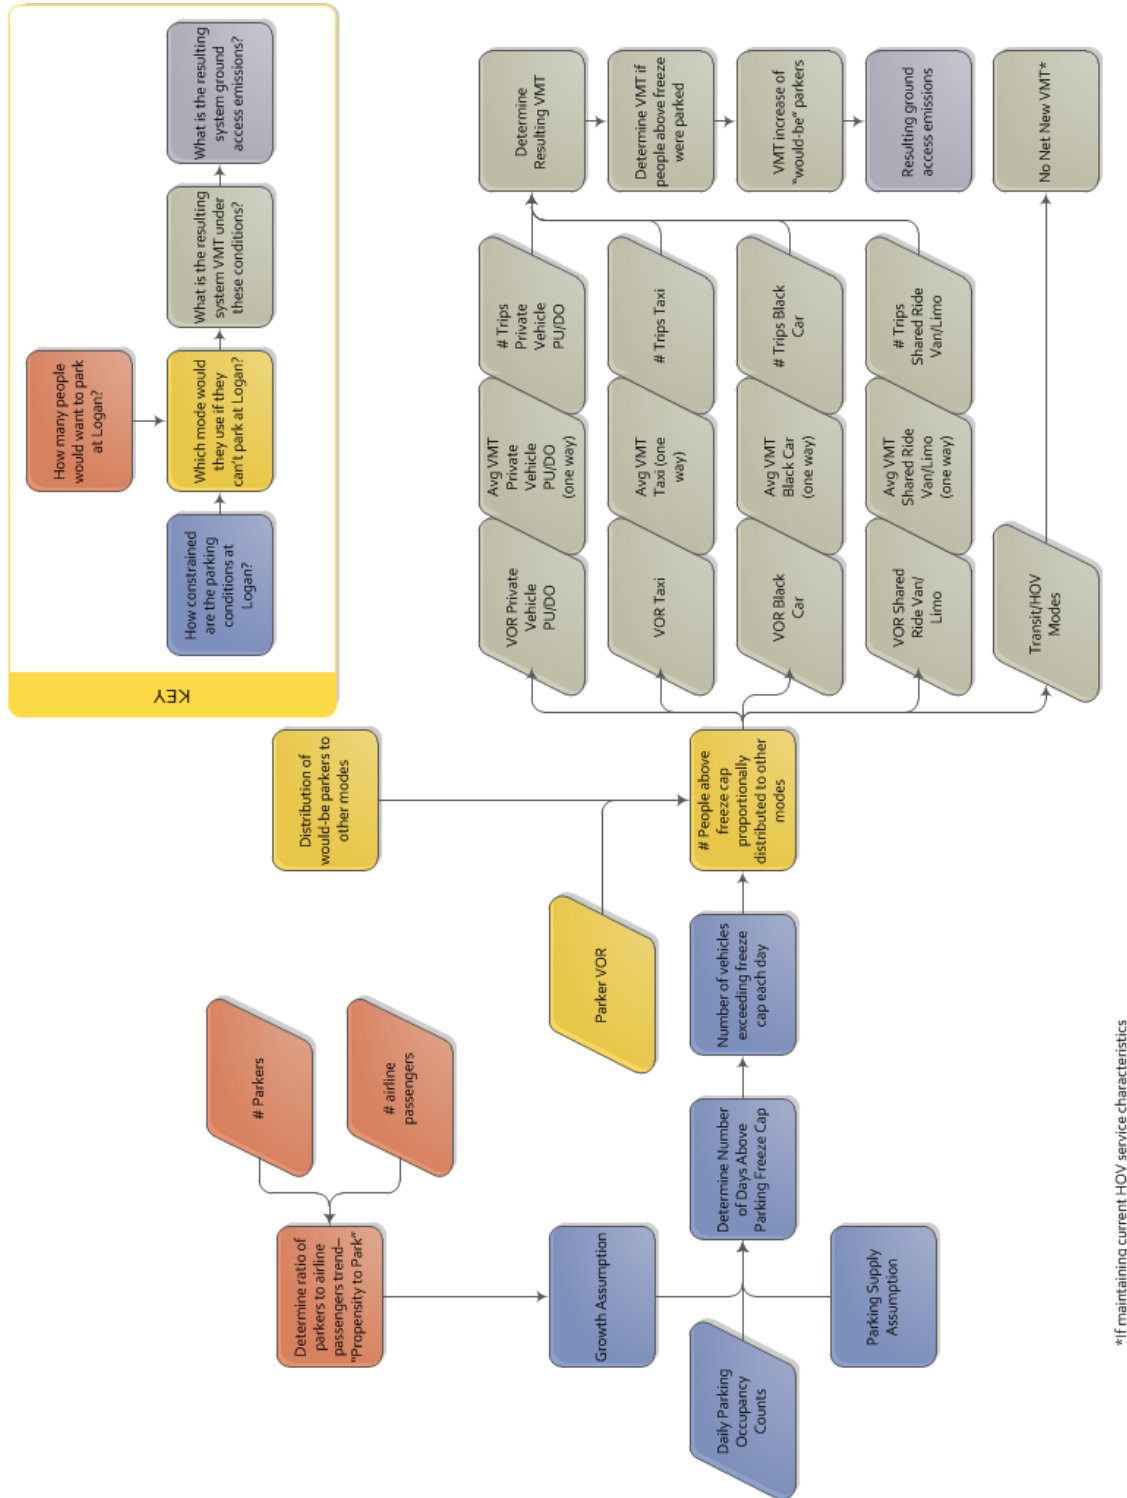 KEY
How many people
would want to park
at Logan?
How constrained
are the parking
conditions at
Logan?
Which mode would
they use if they
can't park at Logan?
What is the resulting
system VMT under
these conditions?
What is the resulting
system ground
access emissions?
# Parkers
# airline
passengers
Determine ratio of
parkers to airline
passengers trend–
"Propensity to Park"
Distribution of
would-be parkers to
other modes
Parker VOR
Growth Assumption
Daily Parking
Occupancy
Counts
Parking Supply
Assumption
Determine Number
of Days Above
Parking Freeze Cap
Number of vehicles
exceeding freeze
cap each day
# People above
freeze cap
proportionally
distributed to other
modes
VOR Private
Vehicle
PU/DO
Avg VMT
Private
Vehicle
PU/DO
(one way)
# Trips
Private
Vehicle
PU/DO
VOR Taxi
Avg VMT
Taxi (one
way)
# Trips Taxi
VOR Black
Car
Avg VMT
Black Car
(one way)
# Trips Black
Car
VOR Shared
Ride Van/
Limo
Avg VMT
Shared Ride
Van/Limo
(one way)
# Trips
Shared Ride
Van/Limo
Transit/HOV
Modes
Determine
Resulting VMT
Determine VMT if
people above freeze
were parked
VMT increase of
"would-be" parkers
Resulting ground
access emissions
No Net New VMT*
*If maintaining current HOV service characteristics